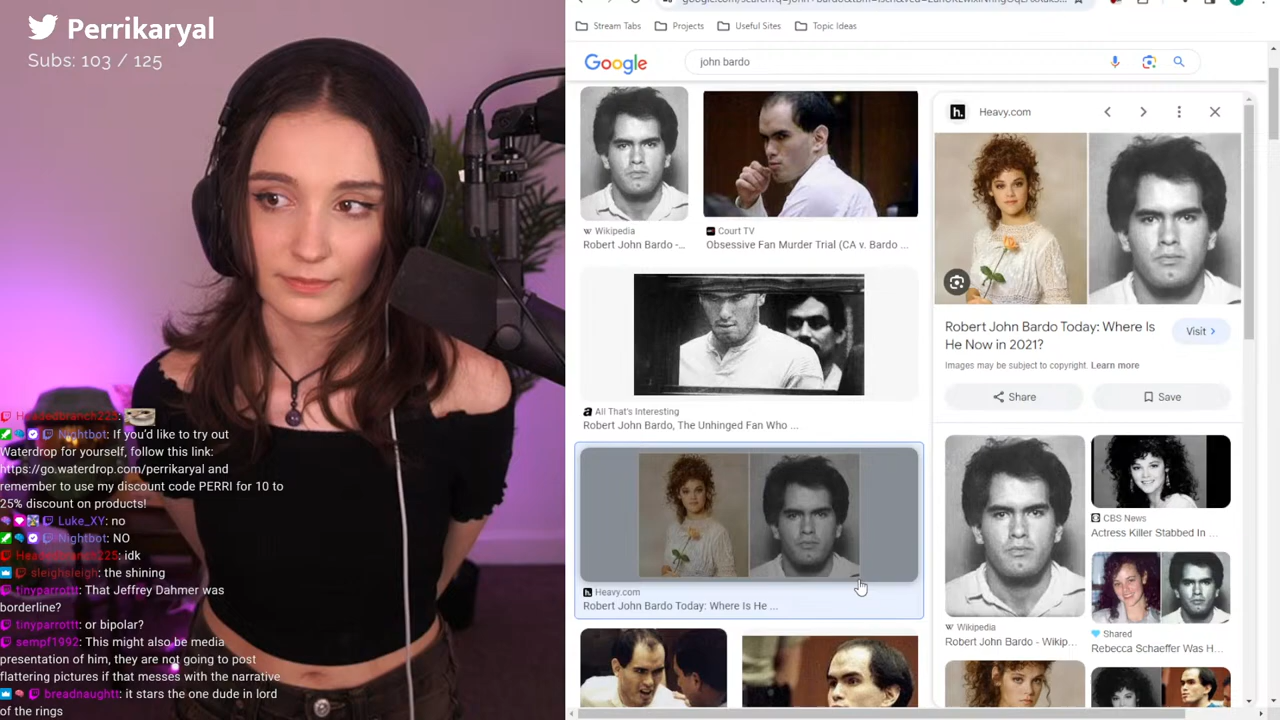 Perrikaryal
Subs: 103 / 125
Headedbranch225:
Nightbot: If you'd like to try out
Waterdrop for yourself, follow this link:
https://go.waterdrop.com/perrikaryal and
remember to use my discount code PERRI for 10 to
25% discount on products!
Luke_XY: no
Nightbot: NO
HeadedBranch225: idk
sleighsleigh: the shining
tinyparrottt: That Jeffrey Dahmer was
borderline?
tinyparrottt: or bipolar?
sempf1992: This might also be media
presentation of him, they are not going to post
flattering pictures if that messes with the narrative
breadnaughtt: it stars the one dude in lord
of the rings
Stream Tabs Projects Useful Sites Topic Ideas
Google john bardo
Wikipedia
Robert John Bardo -...
Court TV
Obsessive Fan Murder Trial (CA v. Bardo ...
All That's Interesting
Robert John Bardo, The Unhinged Fan Who ...
Heavy.com
Robert John Bardo Today: Where Is He ...
h. Heavy.com
Robert John Bardo Today: Where Is
He Now in 2021?
Visit
Images may be subject to copyright. Learn more
Share Save
Wikipedia
Robert John Bardo - Wikip...
CBS News
Actress Killer Stabbed In ...
Shared
Rebecca Schaeffer Was H...